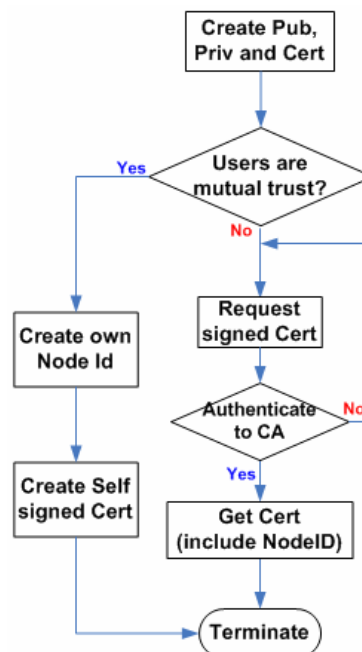 Create Pub,
Priv and Cert
Users are
mutual trust?
Yes
No
Create own
Node Id
Request
signed Cert
Authenticate
to CA
No
Yes
Create Self
signed Cert
Get Cert
(include NodeID)
Terminate